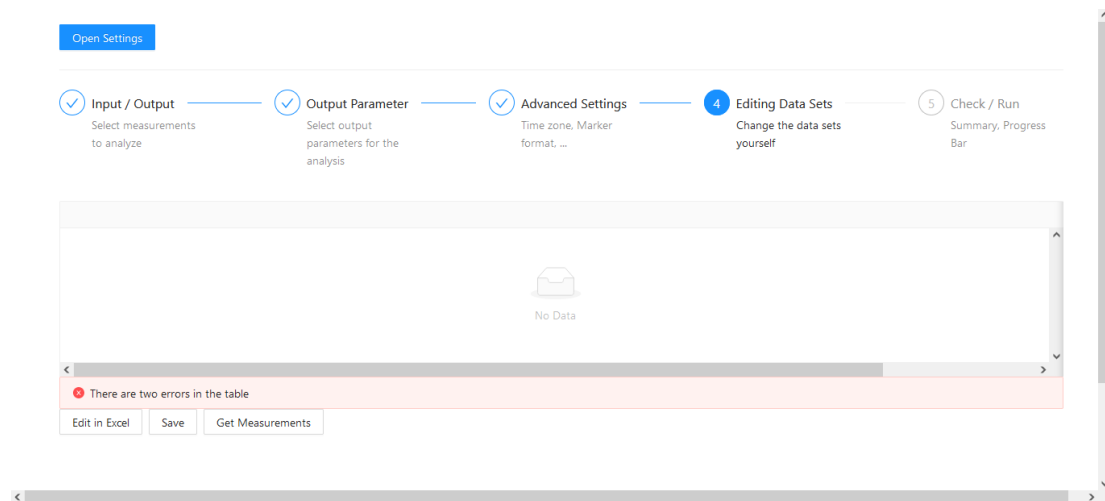 Open Settings
Input / Output
Select measurements
to analyze
Output Parameter
Select output
parameters for the
analysis
Advanced Settings
Time zone, Marker
format, ...
4 Editing Data Sets
Change the data sets
yourself
5 Check / Run
Summary, Progress
Bar
No Data
There are two errors in the table
Edit in Excel Save Get Measurements